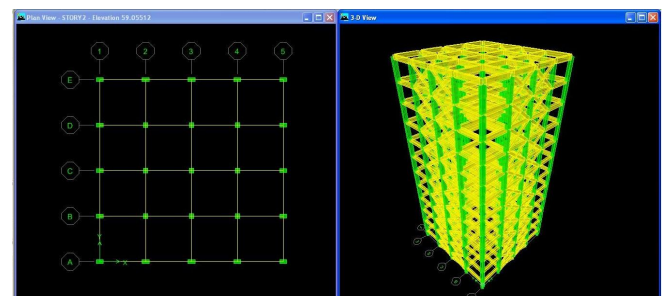 Plan View - STORY2 - Elevation 59.05512
3-D View
1 2 3 4 5
E
D
C
B
Y
A
X